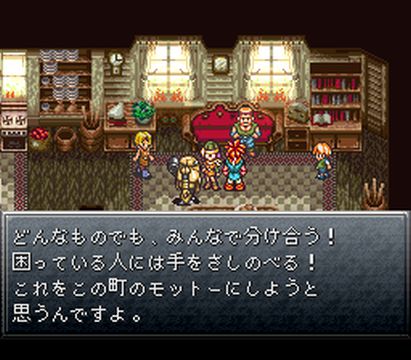 どんなものでも、みんなで分け合う！
困っている人には手をさしのべる！
これをこの町のモットーにしようと
思うんですよ。